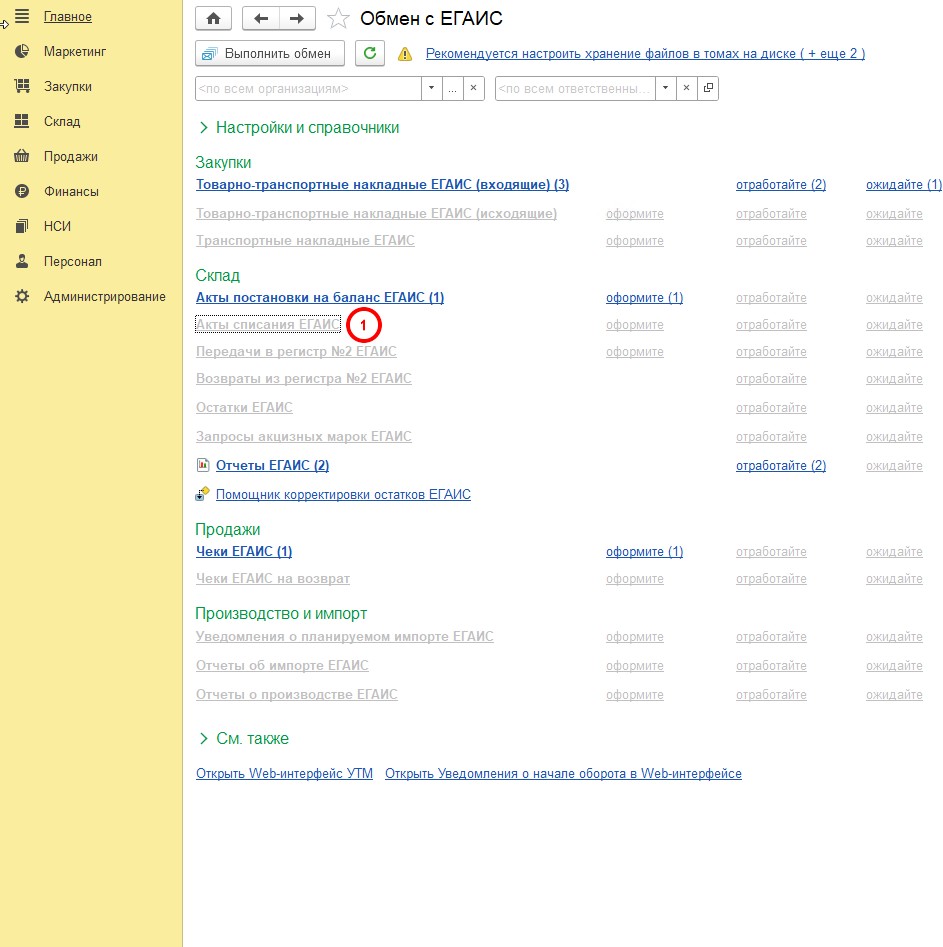 Главное
Маркетинг
Закупки
Склад
Продажи
Финансы
НСИ
Персонал
Администрирование
Обмен с ЕГАИС
Выполнить обмен
Рекомендуется настроить хранение файлов в томах на диске ( + еще 2 )
<по всем организациям> ... ×
<по всем ответственны... ×
Настройки и справочники
Закупки
Товарно-транспортные накладные ЕГАИС (входящие) (3) отработайте (2) ожидайте (1)
Товарно-транспортные накладные ЕГАИС (исходящие) оформите отработайте ожидайте
Транспортные накладные ЕГАИС оформите отработайте ожидайте
Склад
Акты постановки на баланс ЕГАИС (1) оформите (1) отработайте ожидайте
Акты списания ЕГАИС 1 оформите отработайте ожидайте
Передачи в регистр №2 ЕГАИС оформите отработайте ожидайте
Возвраты из регистра №2 ЕГАИС отработайте ожидайте
Остатки ЕГАИС отработайте ожидайте
Запросы акцизных марок ЕГАИС отработайте ожидайте
Отчеты ЕГАИС (2) отработайте (2) ожидайте
Помощник корректировки остатков ЕГАИС
Продажи
Чеки ЕГАИС (1) оформите (1) отработайте ожидайте
Чеки ЕГАИС на возврат оформите отработайте ожидайте
Производство и импорт
Уведомления о планируемом импорте ЕГАИС оформите отработайте ожидайте
Отчеты об импорте ЕГАИС оформите отработайте ожидайте
Отчеты о производстве ЕГАИС оформите отработайте ожидайте
См. также
Открыть Web-интерфейс УТМ Открыть Уведомления о начале оборота в Web-интерфейсе